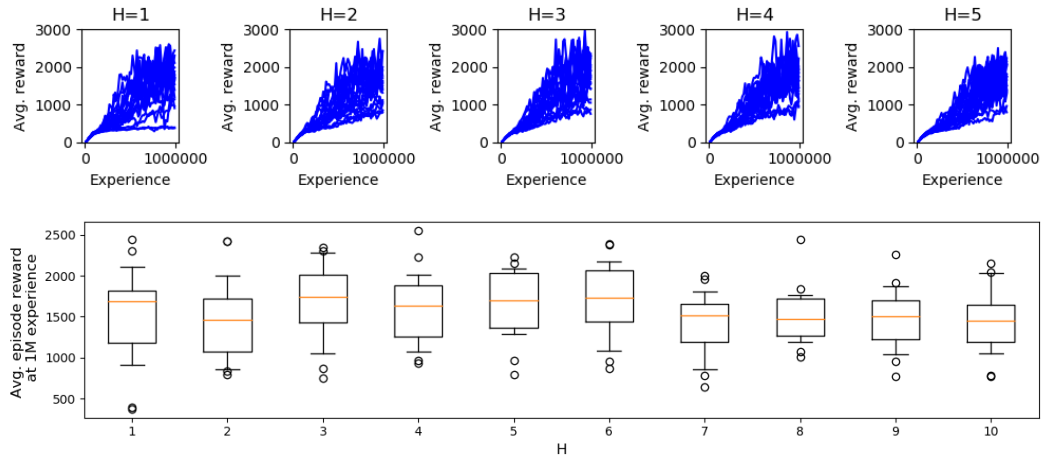 H=1 H=2 H=3 H=4 H=5
3000 3000 3000 3000 3000
2000 2000 2000 2000 2000
1000 1000 1000 1000 1000
0 0 0 0 0
Avg. reward Avg. reward Avg. reward Avg. reward Avg. reward
0 1000000 0 1000000 0 1000000 0 1000000 0 1000000
Experience Experience Experience Experience Experience
Avg. episode reward
at 1M experience
2500
2000
1500
1000
500
1 2 3 4 5 6 7 8 9 10
H